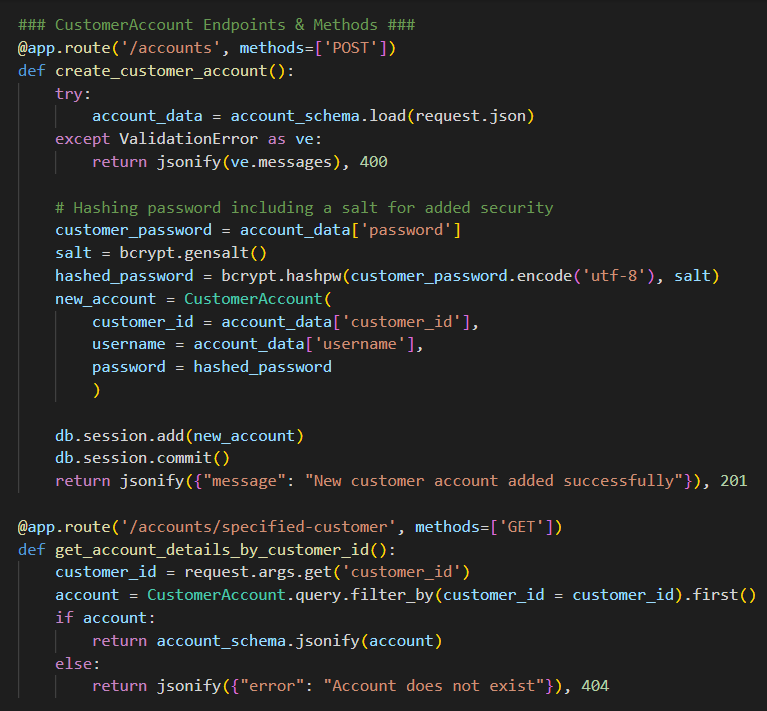 ### CustomerAccount Endpoints & Methods ###
@app.route('/accounts', methods=['POST'])
def create_customer_account():
    try:
        account_data = account_schema.load(request.json)
    except ValidationError as ve:
        return jsonify(ve.messages), 400

    # Hashing password including a salt for added security
    customer_password = account_data['password']
    salt = bcrypt.gensalt()
    hashed_password = bcrypt.hashpw(customer_password.encode('utf-8'), salt)
    new_account = CustomerAccount(
        customer_id = account_data['customer_id'],
        username = account_data['username'],
        password = hashed_password
        )

    db.session.add(new_account)
    db.session.commit()
    return jsonify({"message": "New customer account added successfully"}), 201

@app.route('/accounts/specified-customer', methods=['GET'])
def get_account_details_by_customer_id():
    customer_id = request.args.get('customer_id')
    account = CustomerAccount.query.filter_by(customer_id = customer_id).first()
    if account:
        return account_schema.jsonify(account)
    else:
        return jsonify({"error": "Account does not exist"}), 404